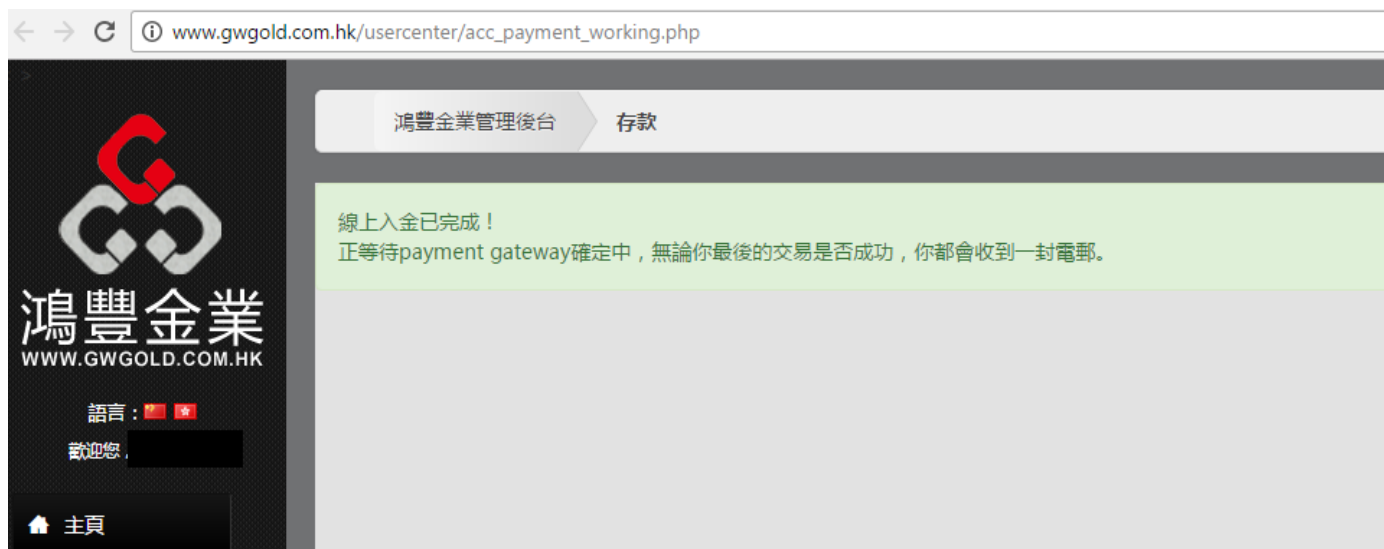 www.gwgold.com.hk/usercenter/acc_payment_working.php
>
鴻豐金業管理後台
存款
線上入金已完成！
正等待payment gateway確定中，無論你最後的交易是否成功，你都會收到一封電郵。
鴻豐金業
WWW.GWGOLD.COM.HK
語言：
歡迎您,
主頁